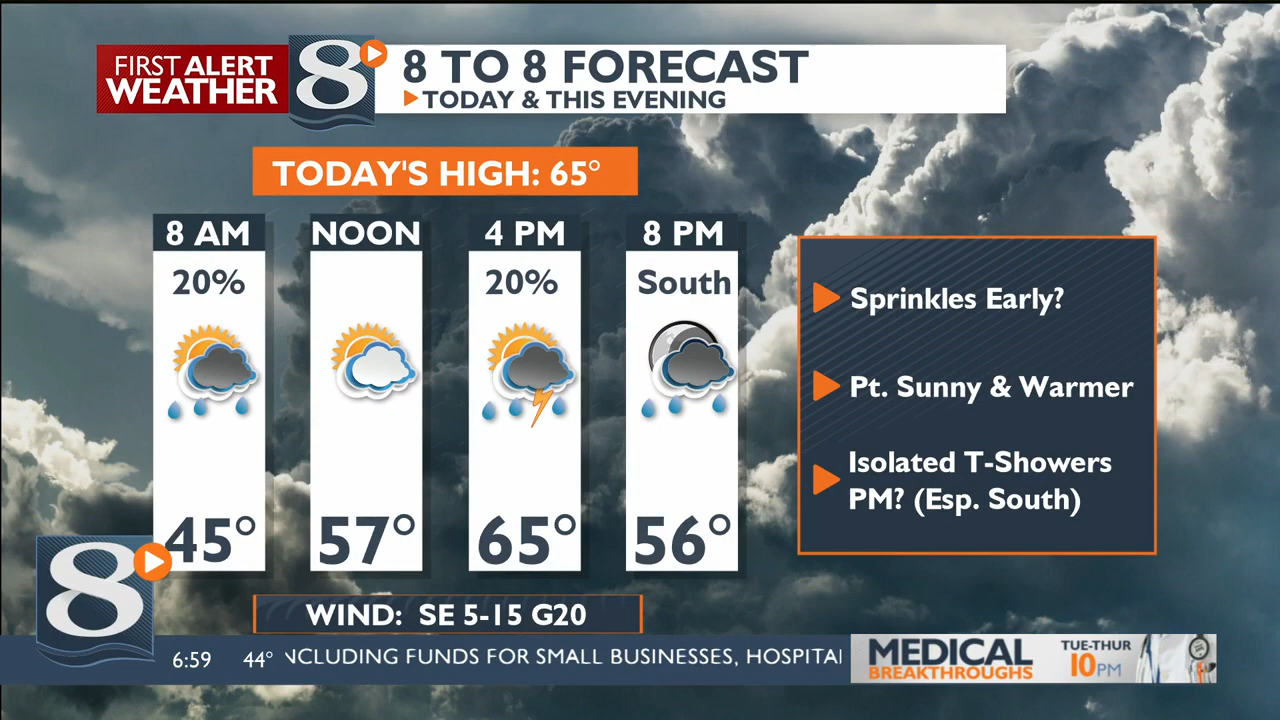 FIRST ALERT
WEATHER
8
8 TO 8 FORECAST
TODAY & THIS EVENING
TODAY'S HIGH: 65°
8 AM
20%
45°
NOON
57°
4 PM
20%
65°
8 PM
South
56°
Sprinkles Early?
Pt. Sunny & Warmer
Isolated T-Showers
PM? (Esp. South)
WIND: SE 5-15 G20
8
6:59 44° NCLUDING FUNDS FOR SMALL BUSINESSES, HOSPITAL
MEDICAL
BREAKTHROUGHS
TUE-THUR
10PM